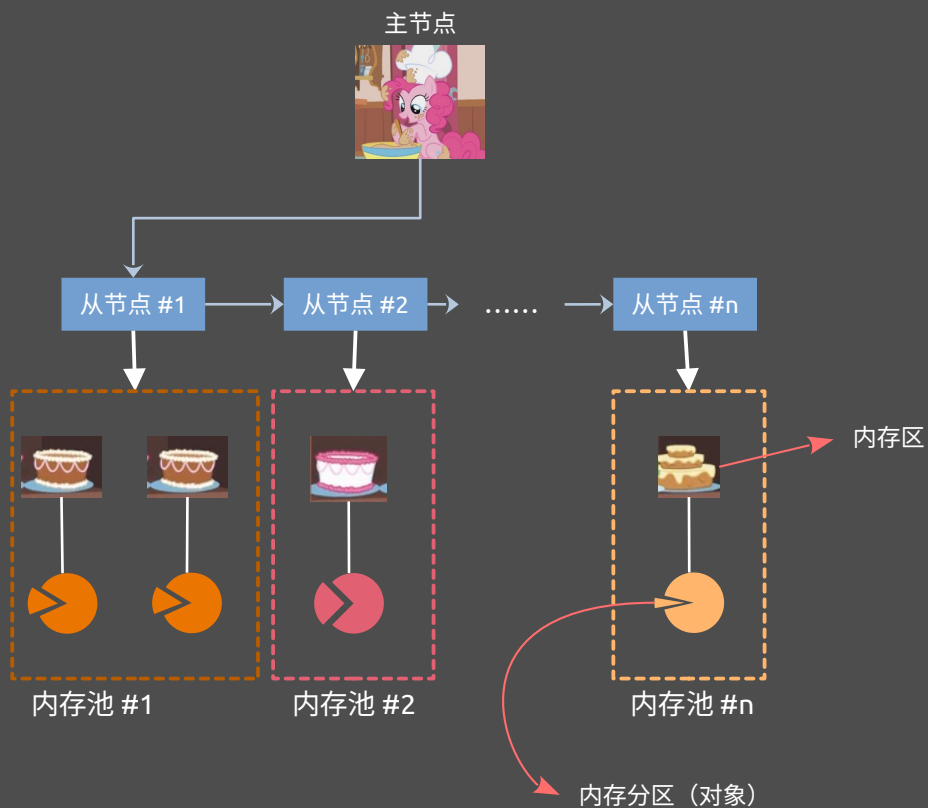 主节点
从节点 #1
从节点 #2
……
从节点 #n
内存区
内存池 #1
内存池 #2
内存池 #n
内存分区（对象）